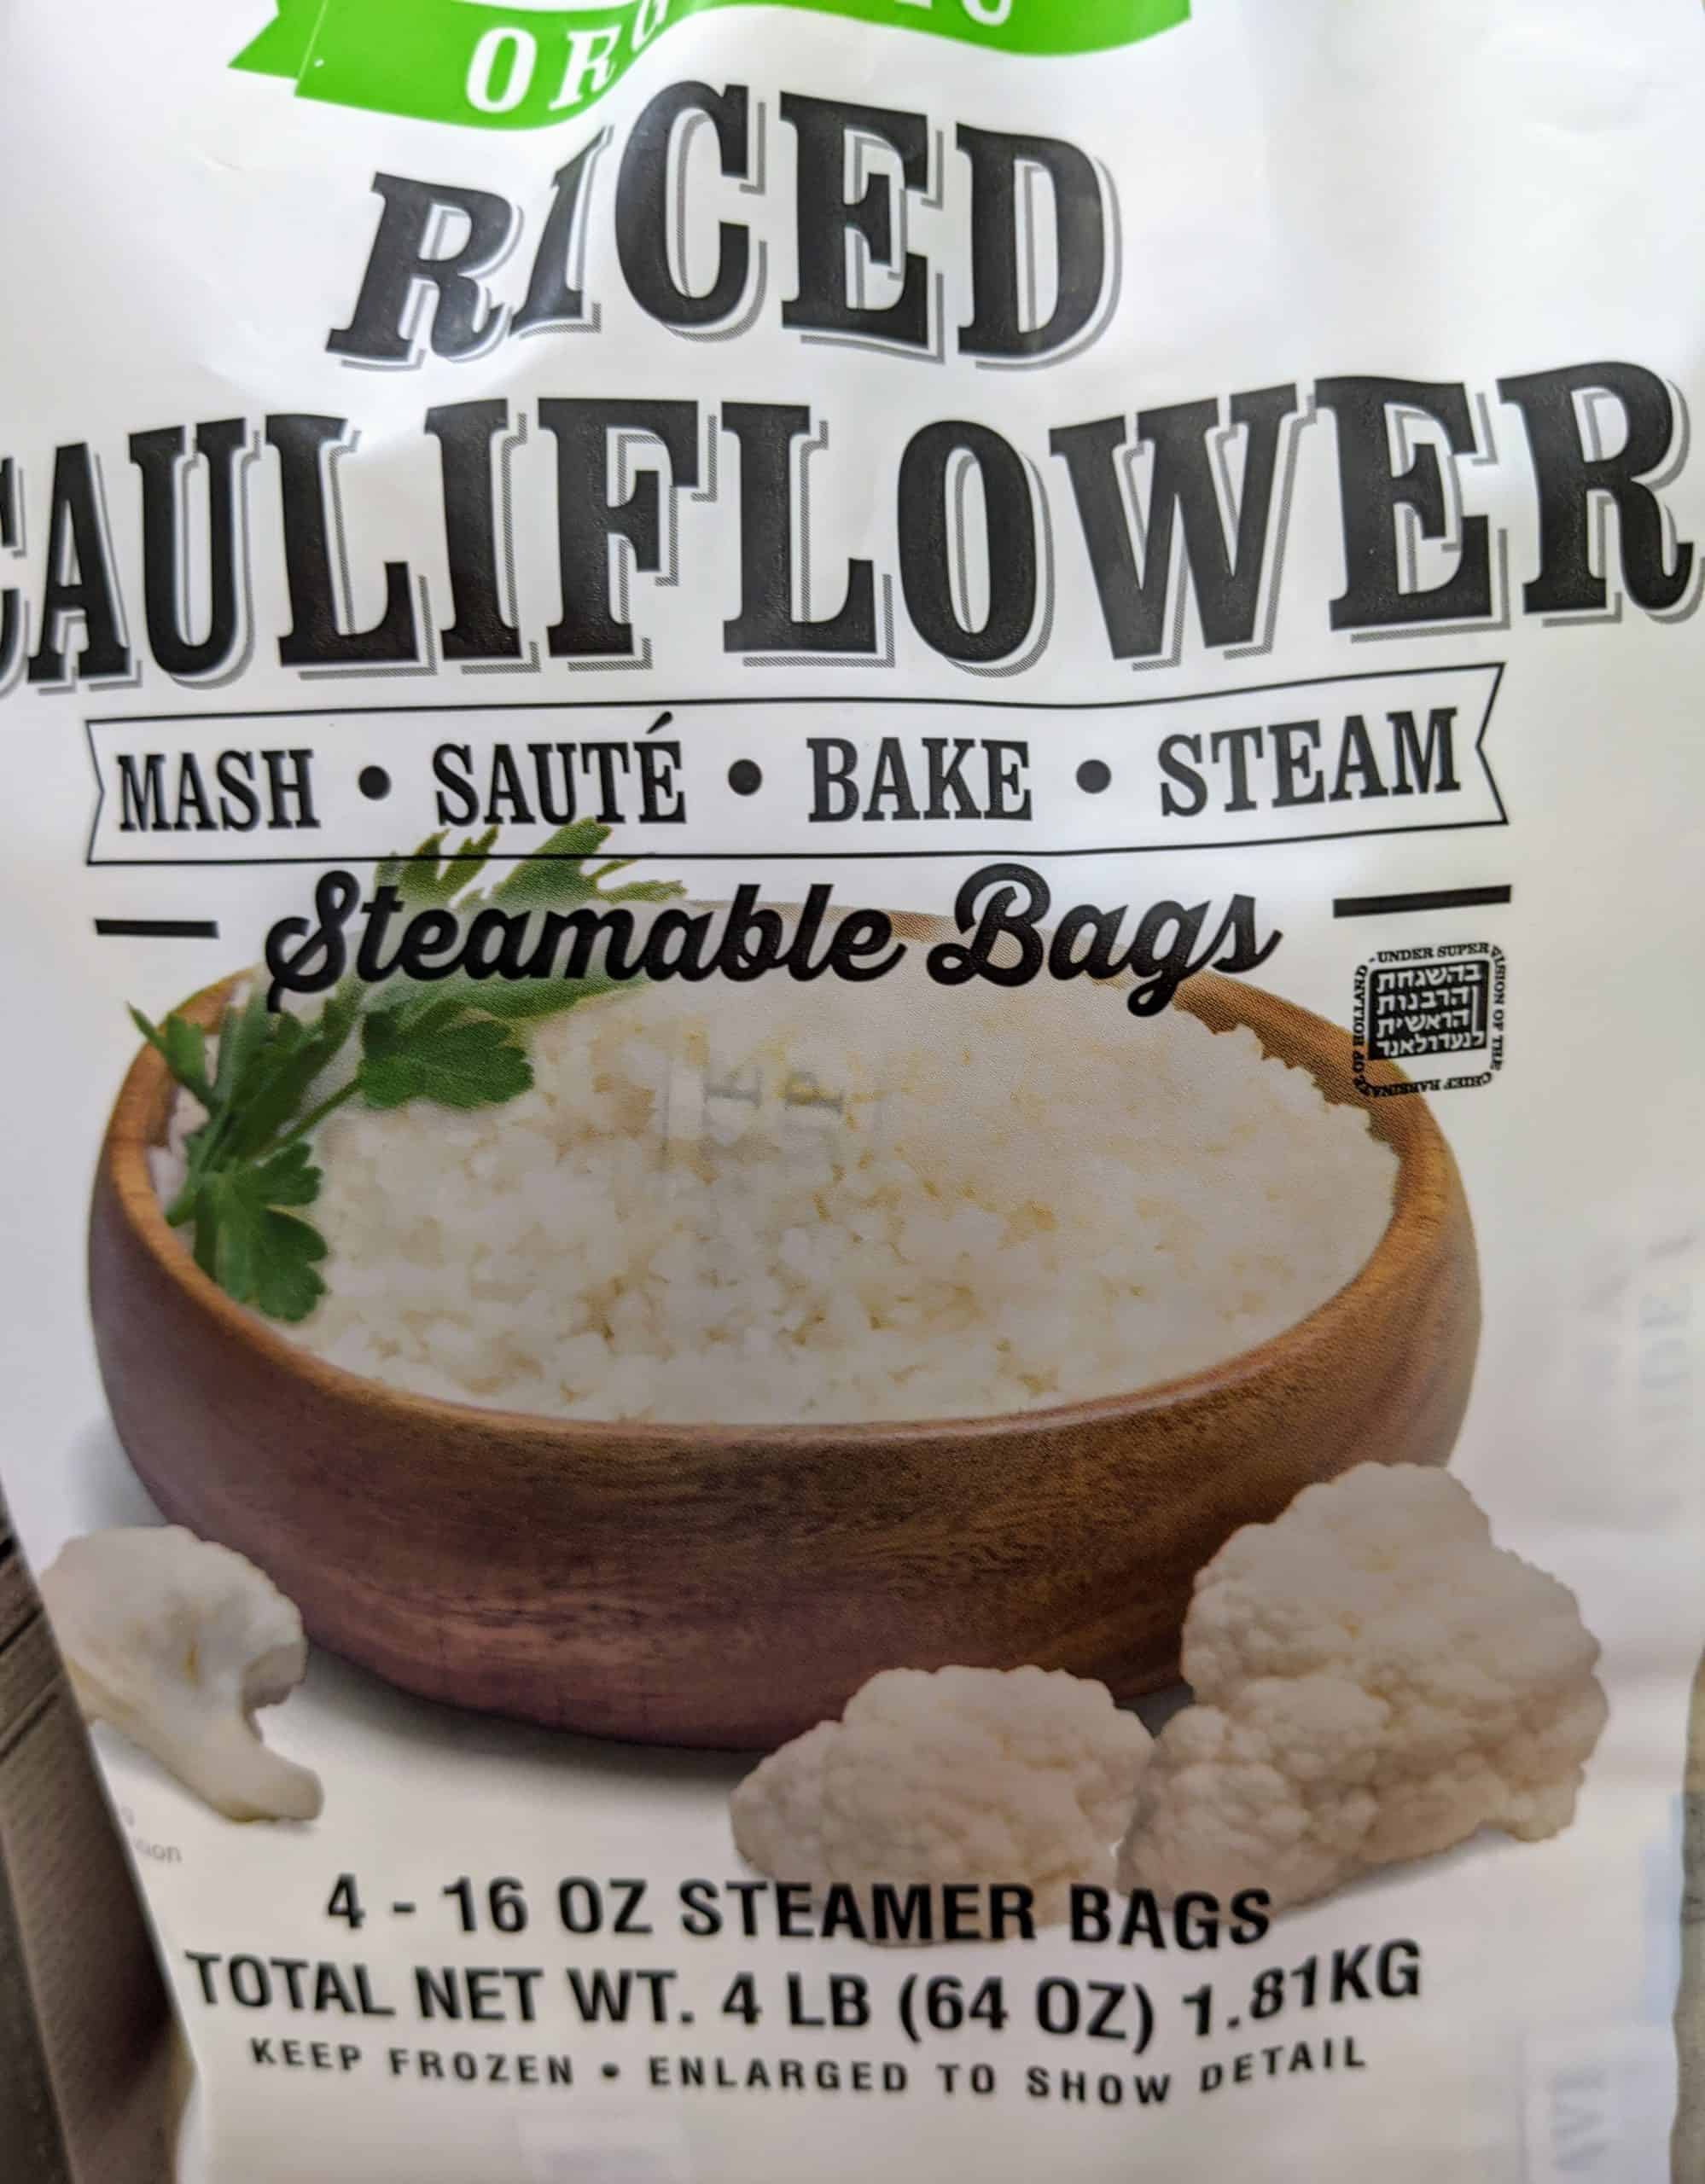 ORGANIC
RICED
CAULIFLOWER
MASH • SAUTÉ • BAKE • STEAM
Steamable Bags
- UNDER SUPERVISION OF THE CHIEF RABBINATE OF HOLLAND
בהשגחת
הרבנות
הראשית
לנעדרלאנד
4 - 16 OZ STEAMER BAGS
TOTAL NET WT. 4 LB (64 OZ) 1.81KG
KEEP FROZEN • ENLARGED TO SHOW DETAIL